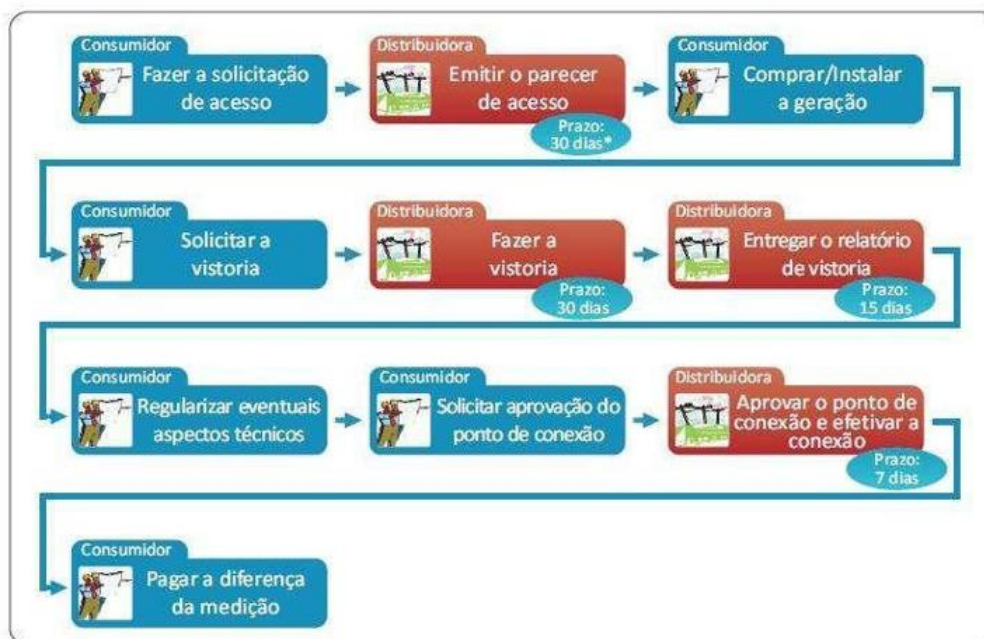 Consumidor
Fazer a solicitação
de acesso
Distribuidora
Emitir o parecer
de acesso
Prazo:
30 dias*
Consumidor
Comprar/Instalar
a geração
Consumidor
Solicitar a
vistoria
Distribuidora
Fazer a
vistoria
Prazo:
30 dias
Distribuidora
Entregar o relatório
de vistoria
Prazo:
15 dias
Consumidor
Regularizar eventuais
aspectos técnicos
Consumidor
Solicitar aprovação do
ponto de conexão
Distribuidora
Aprovar o ponto de
conexão e efetivar a
conexão
Prazo:
7 dias
Consumidor
Pagar a diferença
da medição